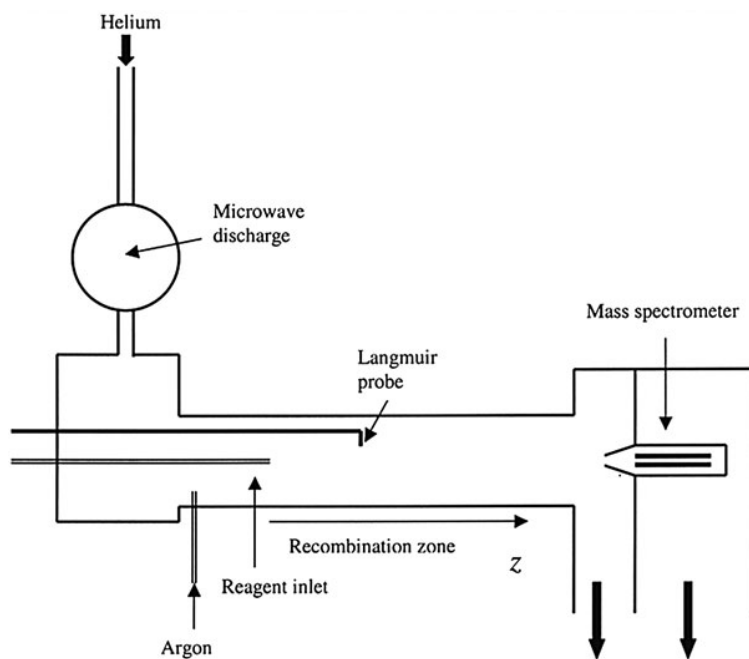 Helium
Microwave
discharge
Mass spectrometer
Langmuir
probe
Recombination zone
z
Reagent inlet
Argon